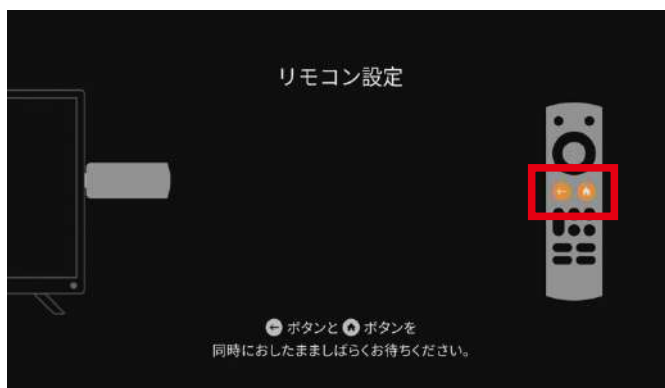 リモコン設定
ボタンと ボタンを
同時におしたまましばらくお待ちください。